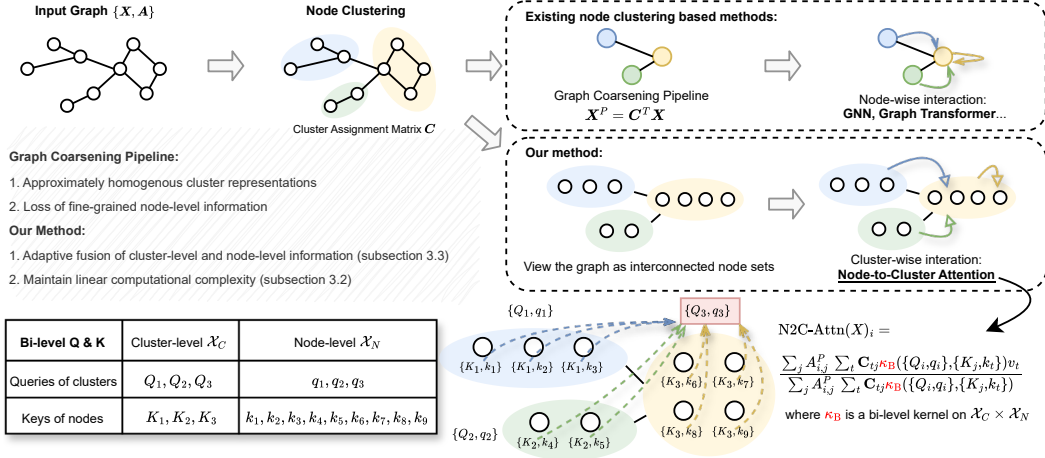 Input Graph {X, A}
Node Clustering
Cluster Assignment Matrix C
Existing node clustering based methods:
Graph Coarsening Pipeline
X^P = C^T X
Node-wise interaction:
GNN, Graph Transformer...
Our method:
View the graph as interconnected node sets
Cluster-wise interation:
Node-to-Cluster Attention
Graph Coarsening Pipeline:
1. Approximately homogenous cluster representations
2. Loss of fine-grained node-level information
Our Method:
1. Adaptive fusion of cluster-level and node-level information (subsection 3.3)
2. Maintain linear computational complexity (subsection 3.2)
Bi-level Q & K
Cluster-level 𝒳_C
Node-level 𝒳_N
Queries of clusters
Q_1, Q_2, Q_3
q_1, q_2, q_3
Keys of nodes
K_1, K_2, K_3
k_1, k_2, k_3, k_4, k_5, k_6, k_7, k_8, k_9
{Q_1, q_1}
{Q_3, q_3}
{K_1, k_1}
{K_1, k_2}
{K_1, k_3}
{K_3, k_6}
{K_3, k_7}
{Q_2, q_2}
{K_2, k_4}
{K_2, k_5}
{K_3, k_8}
{K_3, k_9}
N2C-Attn(X)_i =
∑_j A^P_{i,j} ∑_t C_{tj} κ_B({Q_i, q_i}, {K_j, k_t}) v_t
∑_j A^P_{i,j} ∑_t C_{tj} κ_B({Q_i, q_i}, {K_j, k_t})
where κ_B is a bi-level kernel on 𝒳_C × 𝒳_N